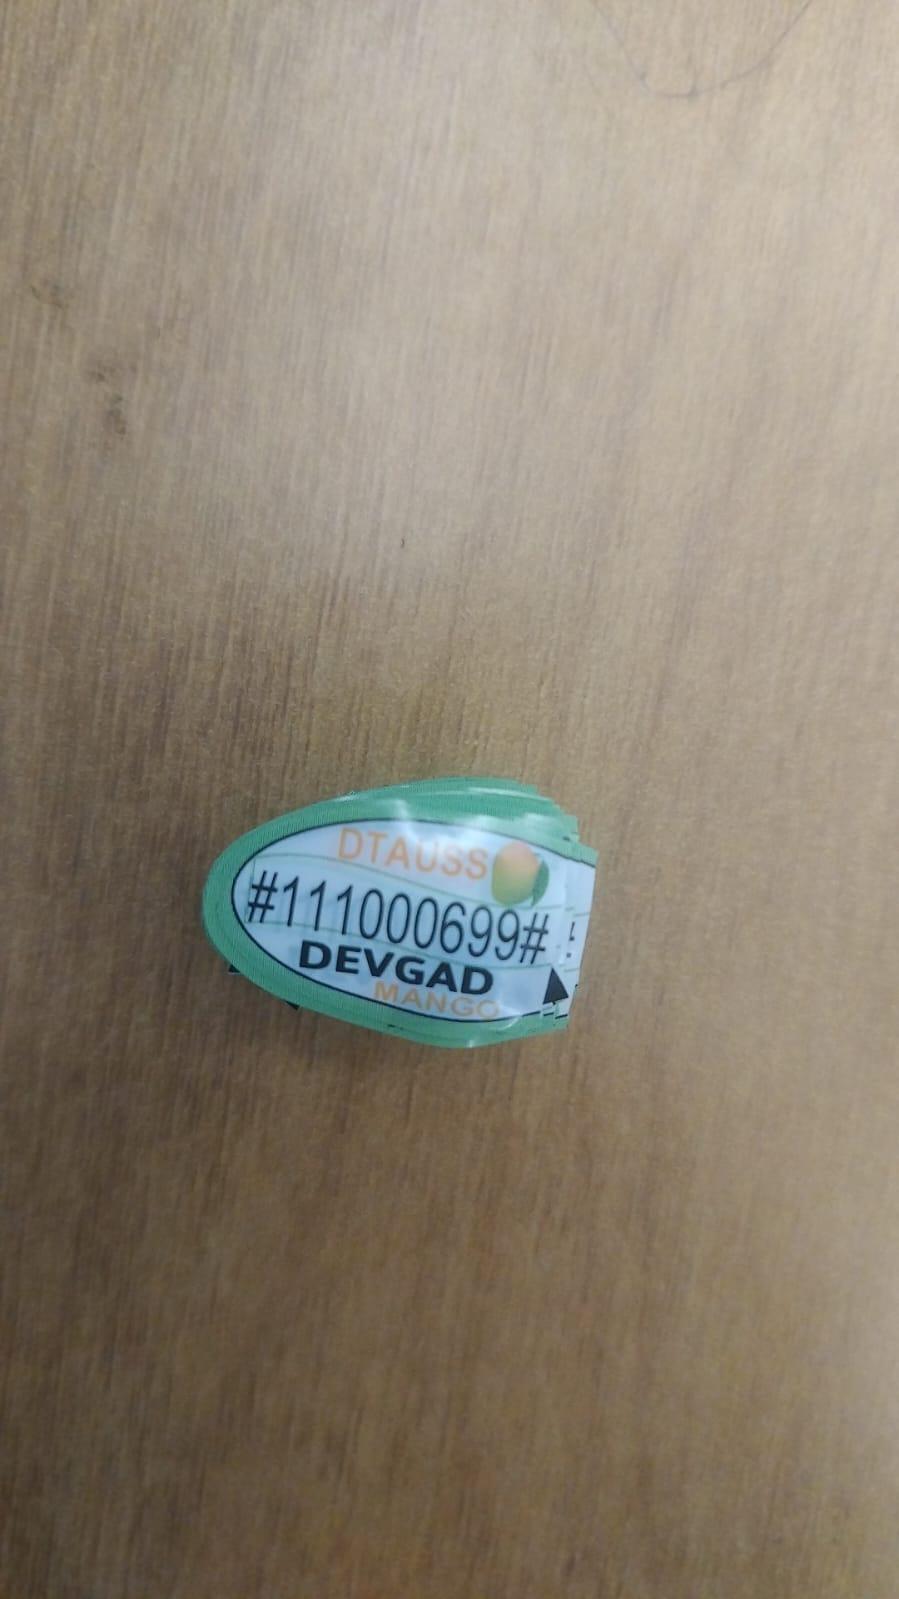 DTAUSS
#111000699#
DEVGAD
MANGO